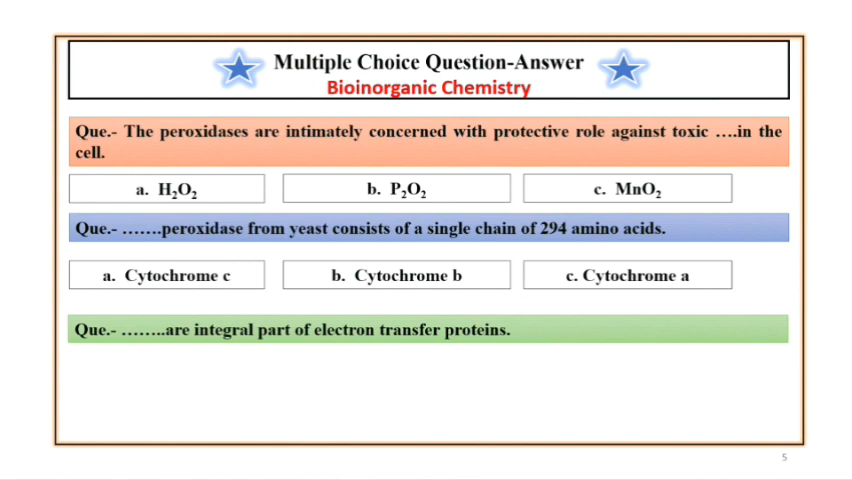 Multiple Choice Question-Answer
Bioinorganic Chemistry
Que.- The peroxidases are intimately concerned with protective role against toxic ….in the
cell.
a. H₂O₂ b. P₂O₂ c. MnO₂
Que.- …….peroxidase from yeast consists of a single chain of 294 amino acids.
a. Cytochrome c b. Cytochrome b c. Cytochrome a
Que.- ……..are integral part of electron transfer proteins.
5